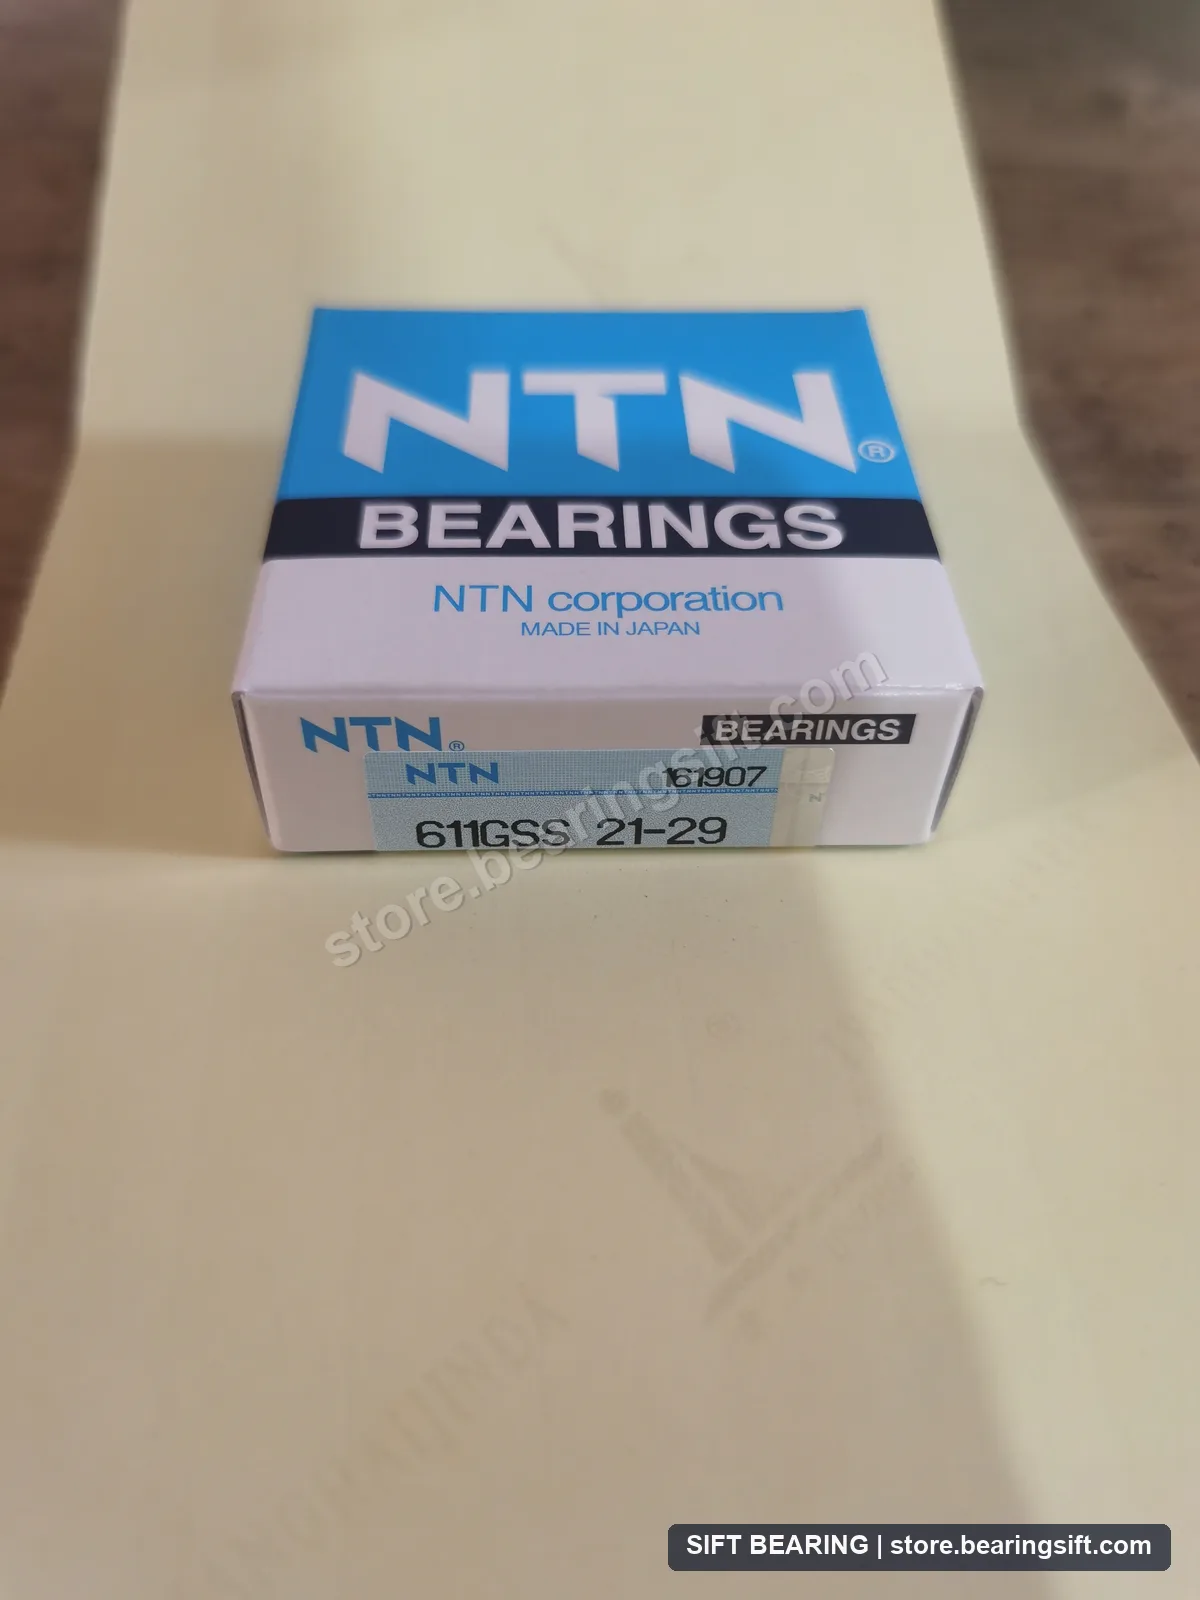 NTN®
BEARINGS
NTN corporation
MADE IN JAPAN
NTN® BEARINGS
NTN 161907
611GSS 21-29
store.bearingsift.com
SIFT BEARING | store.bearingsift.com